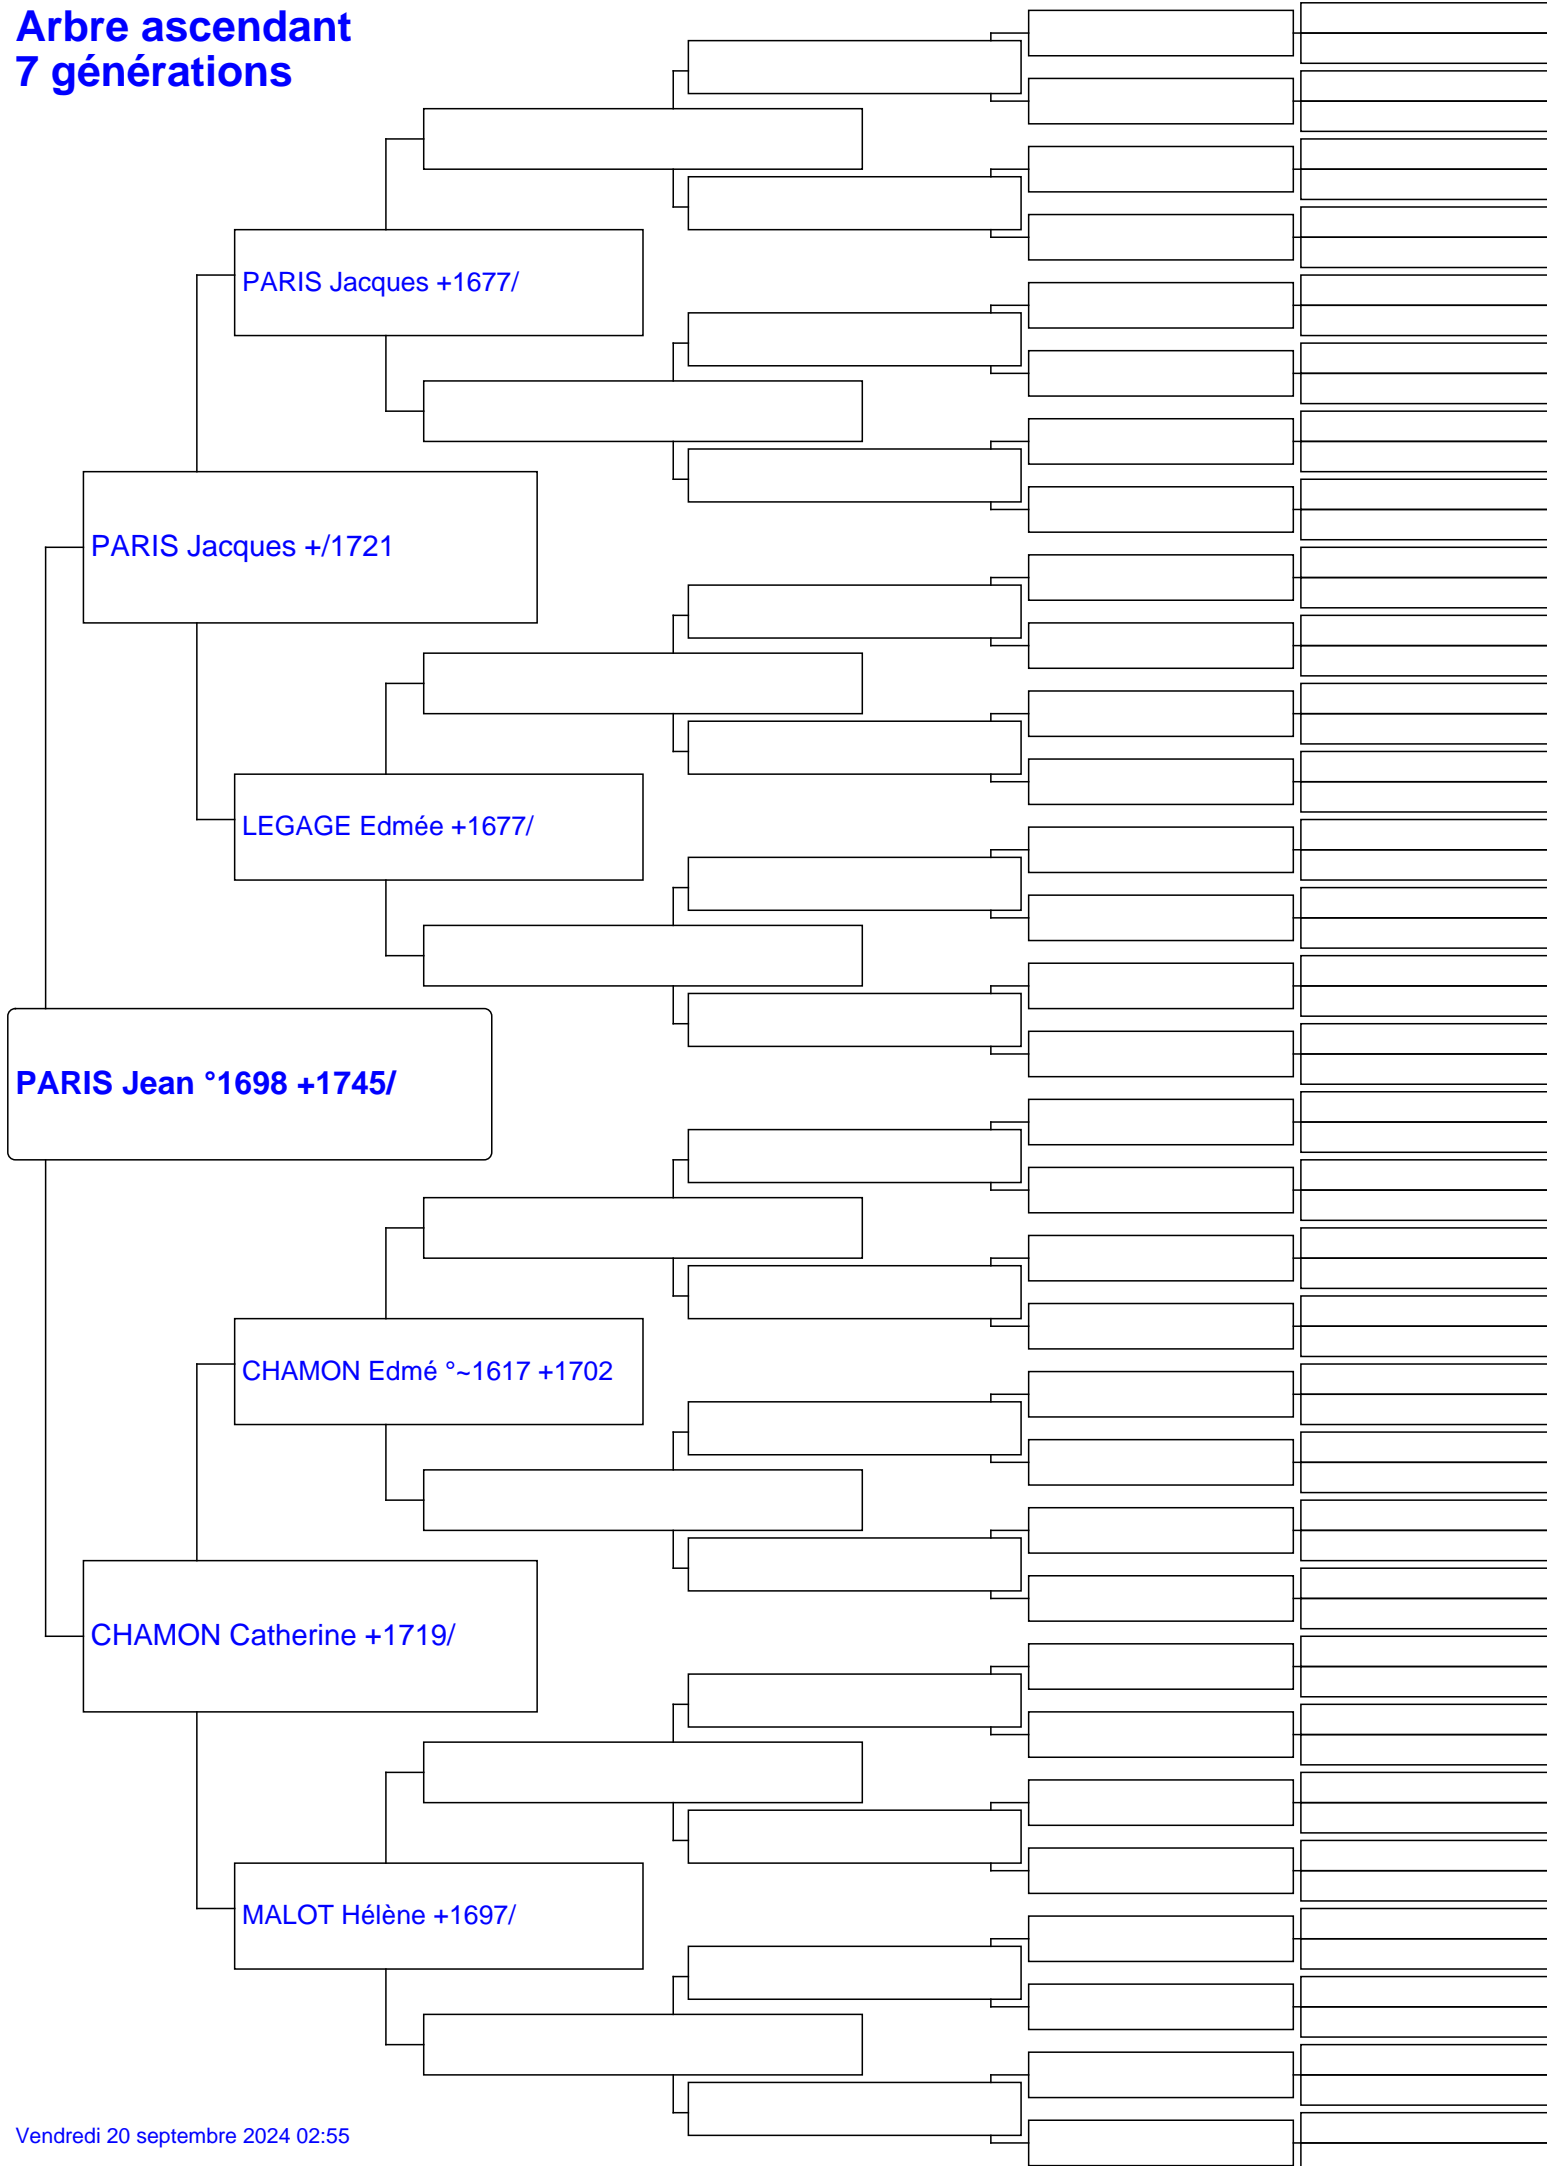 Arbre ascendant
7 générations
PARIS Jacques +1677/
PARIS Jacques +/1721
LEGAGE Edmée +1677/
PARIS Jean °1698 +1745/
CHAMON Edmé °~1617 +1702
CHAMON Catherine +1719/
MALOT Hélène +1697/
Vendredi 20 septembre 2024 02:55